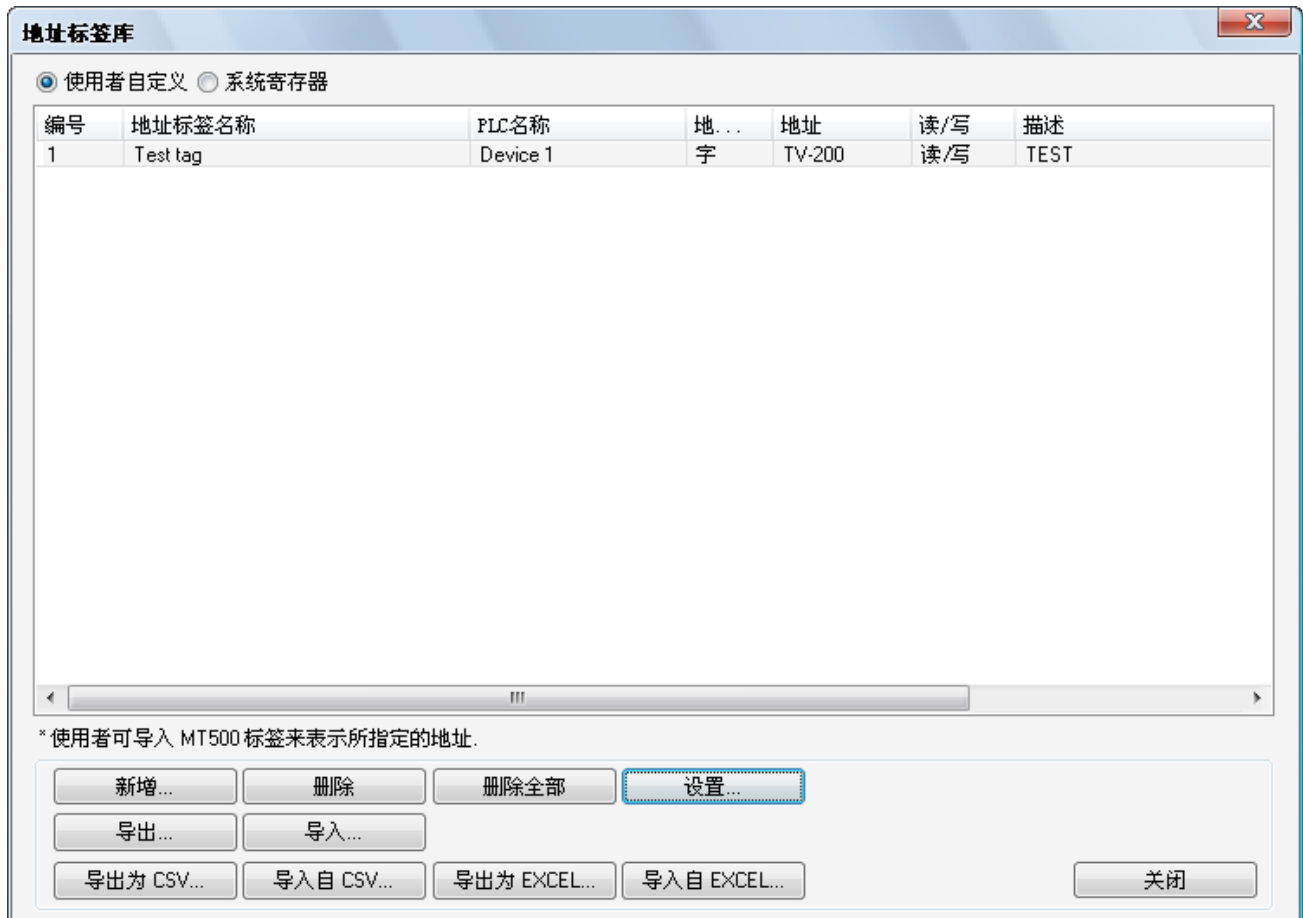 地址标签库
使用者自定义 系统寄存器
编号 地址标签名称 PLC名称 地... 地址 读/写 描述
1 Test tag Device 1 字 TV-200 读/写 TEST
*使用者可导入 MT500 标签来表示所指定的地址.
新增... 删除 删除全部 设置...
导出... 导入...
导出为 CSV... 导入自 CSV... 导出为 EXCEL... 导入自 EXCEL... 关闭